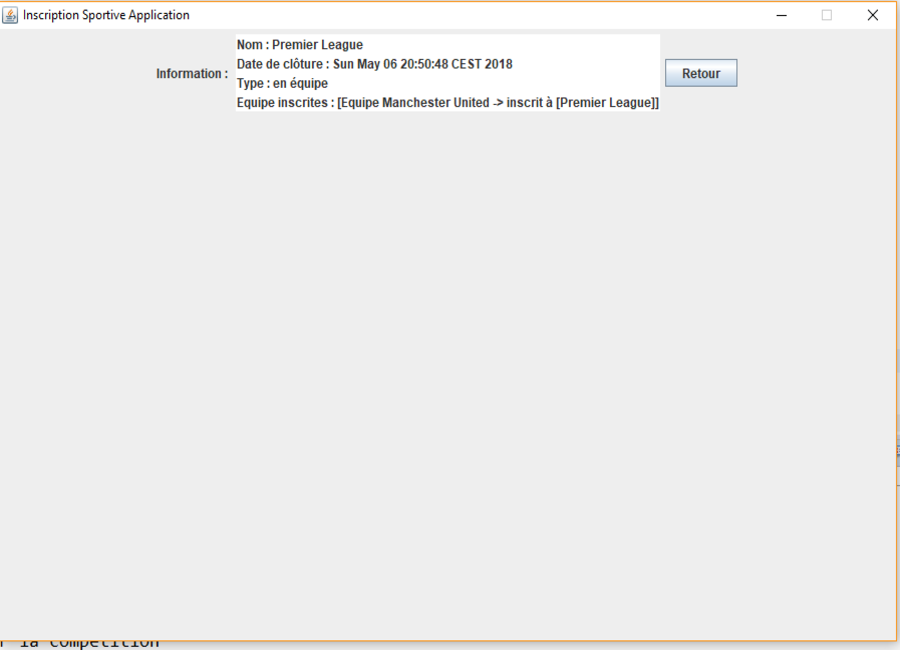 Inscription Sportive Application
Nom : Premier League
Date de clôture : Sun May 06 20:50:48 CEST 2018
Information :
Type : en équipe
Equipe inscrites : [Equipe Manchester United -> inscrit à [Premier League]]
Retour
la compétition